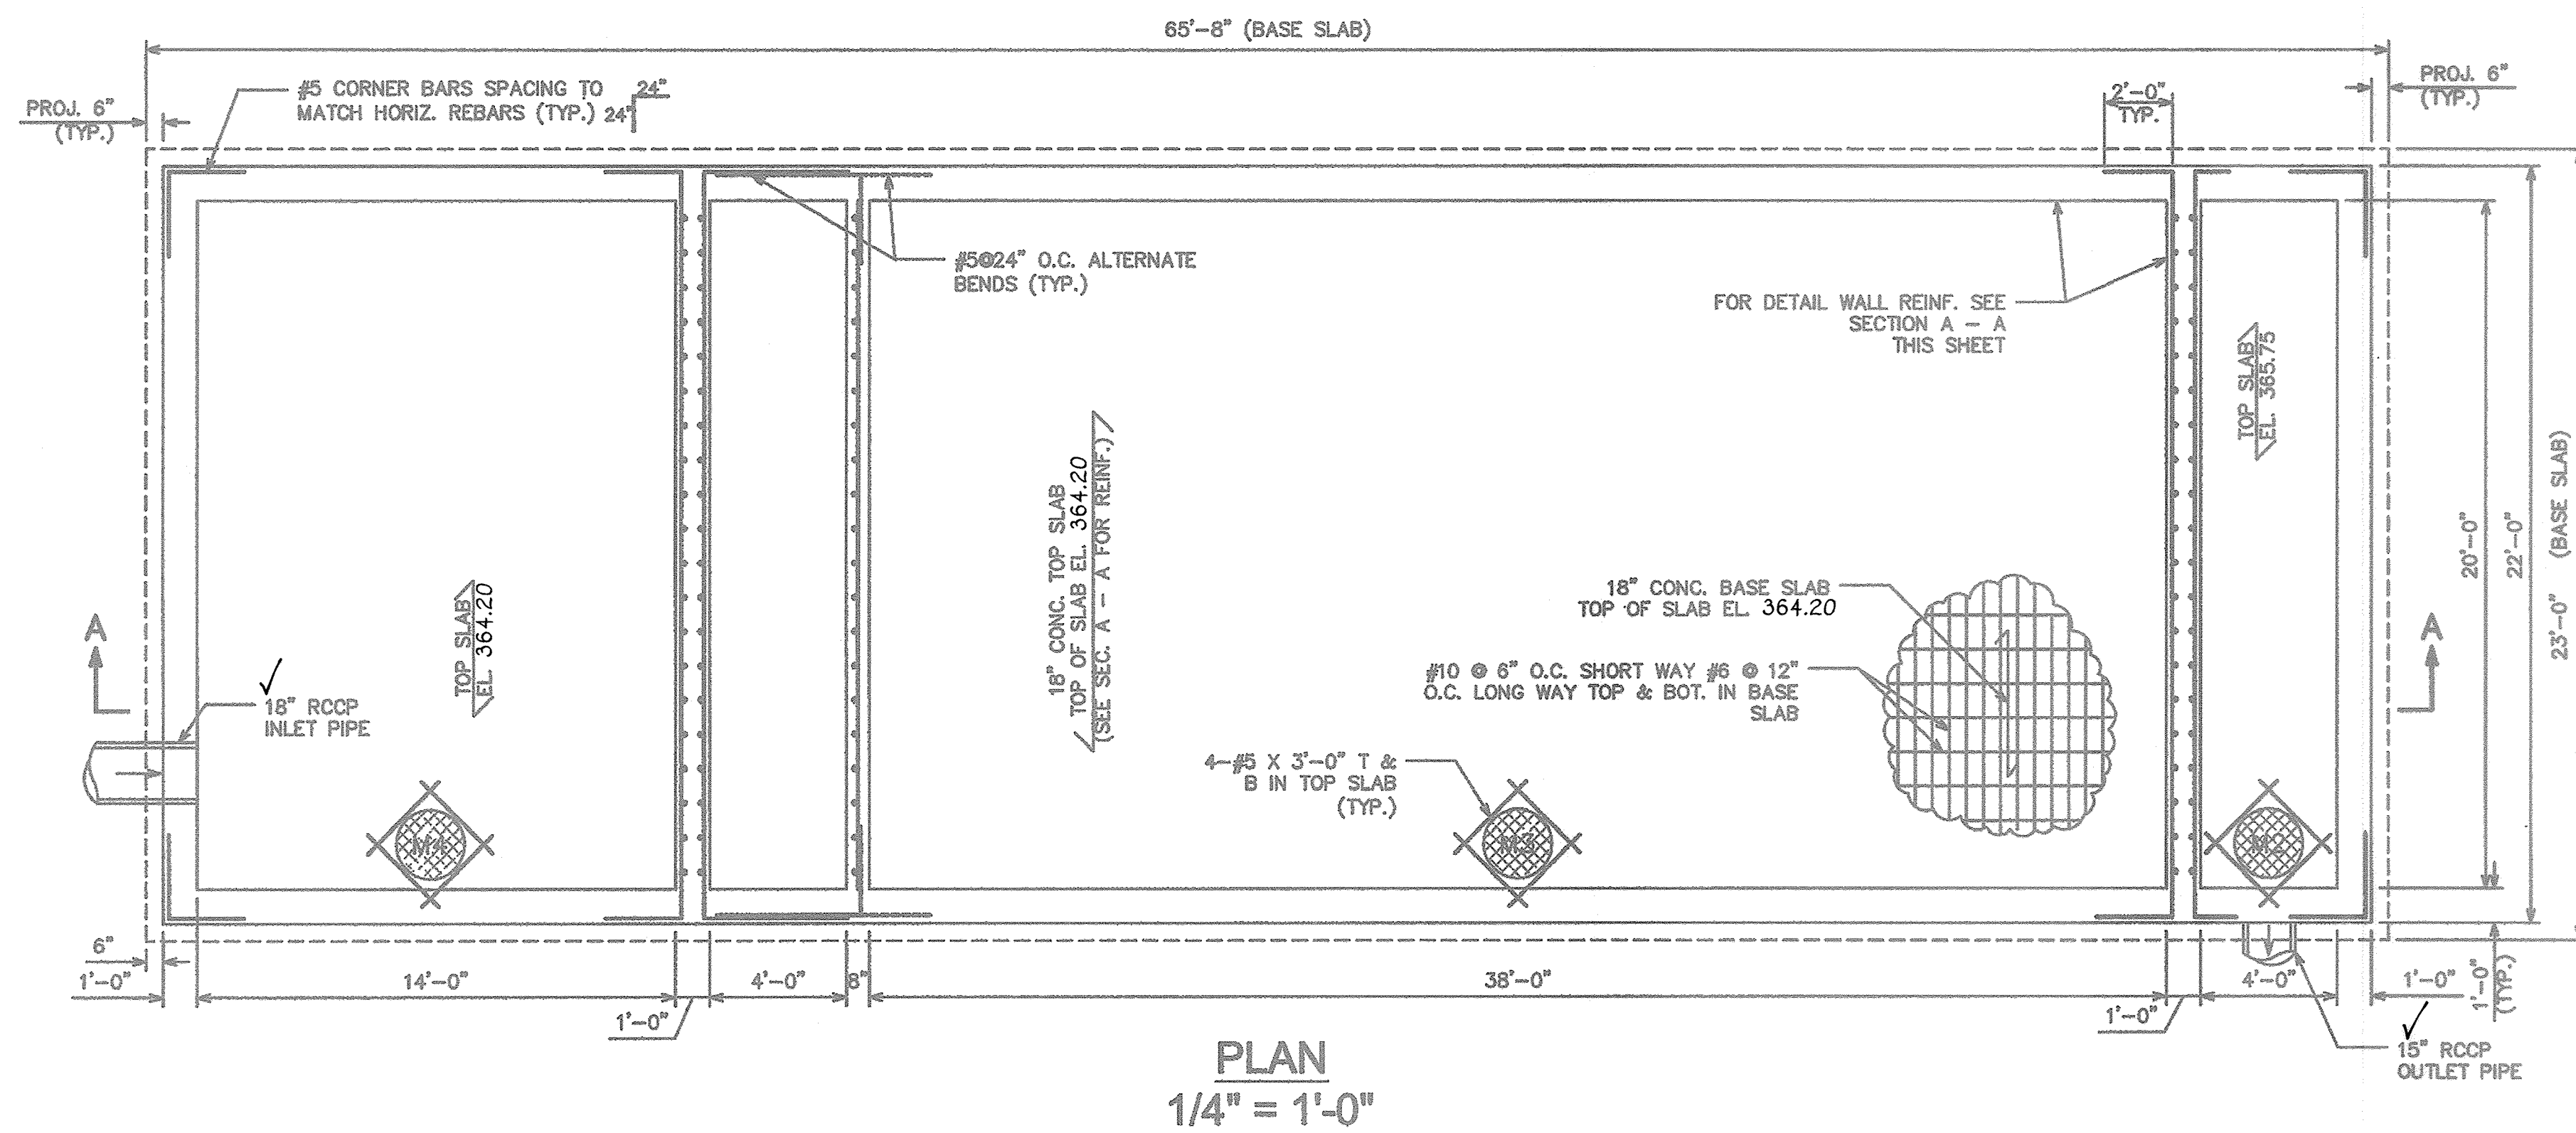 65'-8" (BASE SLAB)
#5 CORNER BARS SPACING TO
MATCH HORIZ. REBARS (TYP.)
24"
24"
PROJ. 6"
(TYP.)
2'-0"
TYP.
PROJ. 6"
(TYP.)
#5@24" O.C. ALTERNATE
BENDS (TYP.)
FOR DETAIL WALL REINF. SEE
SECTION A - A
THIS SHEET
TOP SLAB
EL. 365.75
18" CONC. TOP SLAB
TOP OF SLAB EL. 364.20
(SEE SEC. A - A FOR REINF.)
TOP SLAB
EL. 364.20
18" CONC. BASE SLAB
TOP OF SLAB EL. 364.20
#10 @ 6" O.C. SHORT WAY #6 @ 12"
O.C. LONG WAY TOP & BOT. IN BASE
SLAB
20'-0"
22'-0"
23'-0" (BASE SLAB)
A
A
18" RCCP
INLET PIPE
4-#5 X 3'-0" T &
B IN TOP SLAB
(TYP.)
M4
M3
M2
6"
1'-0"
14'-0"
1'-0"
4'-0"
8"
38'-0"
1'-0"
4'-0"
1'-0"
1'-0"
(TYP.)
15" RCCP
OUTLET PIPE
PLAN
1/4" = 1'-0"